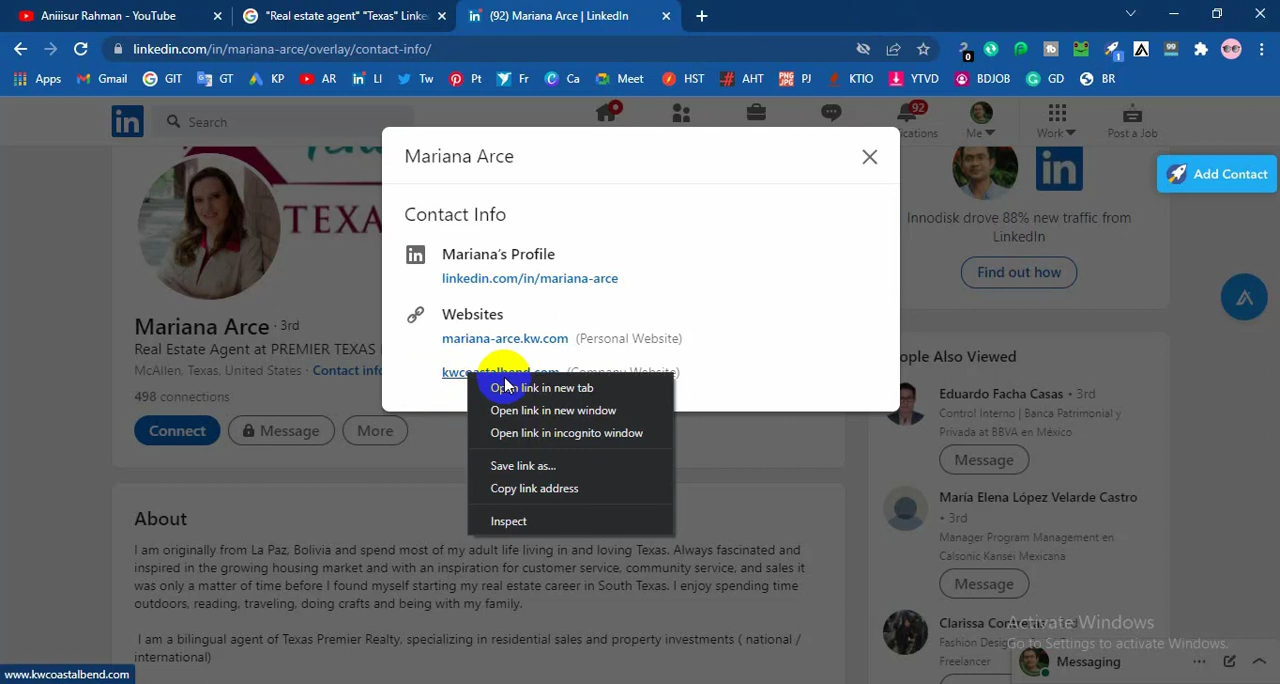 Aniiisur Rahman - YouTube
"Real estate agent" "Texas" Linke
(92) Mariana Arce | LinkedIn
linkedin.com/in/mariana-arce/overlay/contact-info/
0
99
1
Apps
Gmail
GIT
GT
KP
AR
LI
Tw
Pt
Fr
Ca
Meet
HST
AHT
PJ
KTIO
YTVD
BDJOB
GD
BR
in
Search
92
ications
Me
Work
Post a Job
Mariana Arce
Add Contact
TEXA
Contact Info
Mariana's Profile
linkedin.com/in/mariana-arce
Websites
mariana-arce.kw.com (Personal Website)
kwcoastalbend.com (Company Website)
Open link in new tab
Open link in new window
Open link in incognito window
Save link as...
Copy link address
Inspect
Innodisk drove 88% new traffic from
LinkedIn
Find out how
Mariana Arce · 3rd
Real Estate Agent at PREMIER TEXAS
McAllen, Texas, United States · Contact info
498 connections
Connect
Message
More
eople Also Viewed
Eduardo Facha Casas · 3rd
Control Interno | Banca Patrimonial y
Privada at BBVA en México
Message
María Elena López Velarde Castro
· 3rd
Manager Program Management en
Calsonic Kansei Mexicana
Message
About
I am originally from La Paz, Bolivia and spend most of my adult life living in and loving Texas. Always fascinated and
inspired in the growing housing market and with an inspiration for customer service, community service, and sales it
was only a matter of time before I found myself starting my real estate career in South Texas. I enjoy spending time
outdoors, reading, traveling, doing crafts and being with my family.
I am a bilingual agent of Texas Premier Realty, specializing in residential sales and property investments ( national /
international)
Clarissa
Fashion
Freelancer
Activate Windows
Go to Settings to activate Windows.
Messaging
www.kwcoastalbend.com